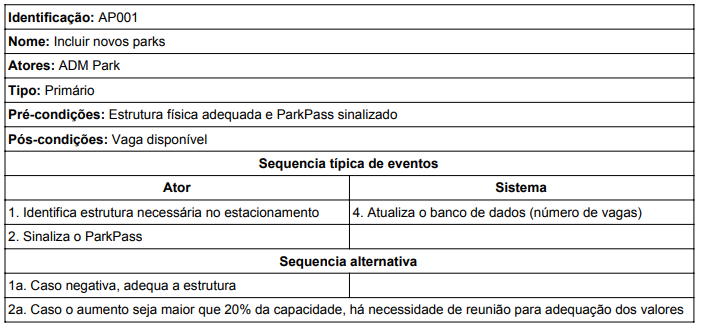 Identificação: AP001
Nome: Incluir novos parks
Atores: ADM Park
Tipo: Primário
Pré-condições: Estrutura física adequada e ParkPass sinalizado
Pós-condições: Vaga disponível
Sequencia típica de eventos
Ator Sistema
1. Identifica estrutura necessária no estacionamento 4. Atualiza o banco de dados (número de vagas)
2. Sinaliza o ParkPass
Sequencia alternativa
1a. Caso negativa, adequa a estrutura
2a. Caso o aumento seja maior que 20% da capacidade, há necessidade de reunião para adequação dos valores